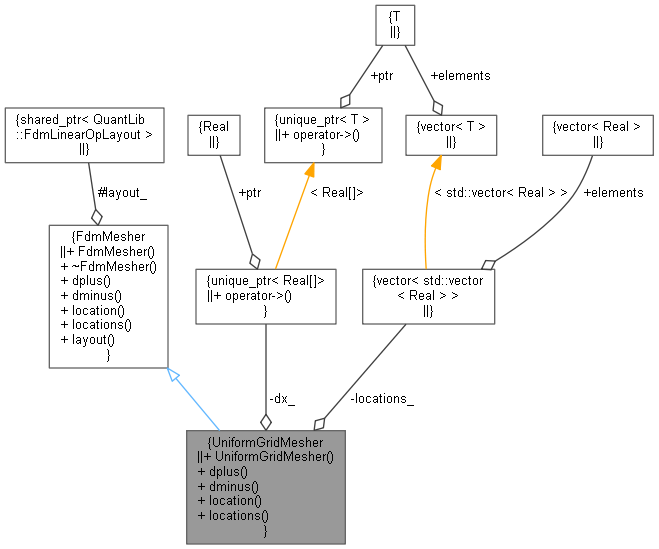 {T
||}
+ptr
+elements
{shared_ptr< QuantLib
::FdmLinearOpLayout >
||}
{Real
||}
{unique_ptr< T >
||+ operator->()
}
{vector< T >
||}
{vector< Real >
||}
#layout_
+ptr
< Real[]>
< std::vector< Real > >
+elements
{FdmMesher
||+ FdmMesher()
+ ~FdmMesher()
+ dplus()
+ dminus()
+ location()
+ locations()
+ layout()
}
{unique_ptr< Real[]>
||+ operator->()
}
{vector< std::vector
< Real > >
||}
-dx_
-locations_
{UniformGridMesher
||+ UniformGridMesher()
+ dplus()
+ dminus()
+ location()
+ locations()
}